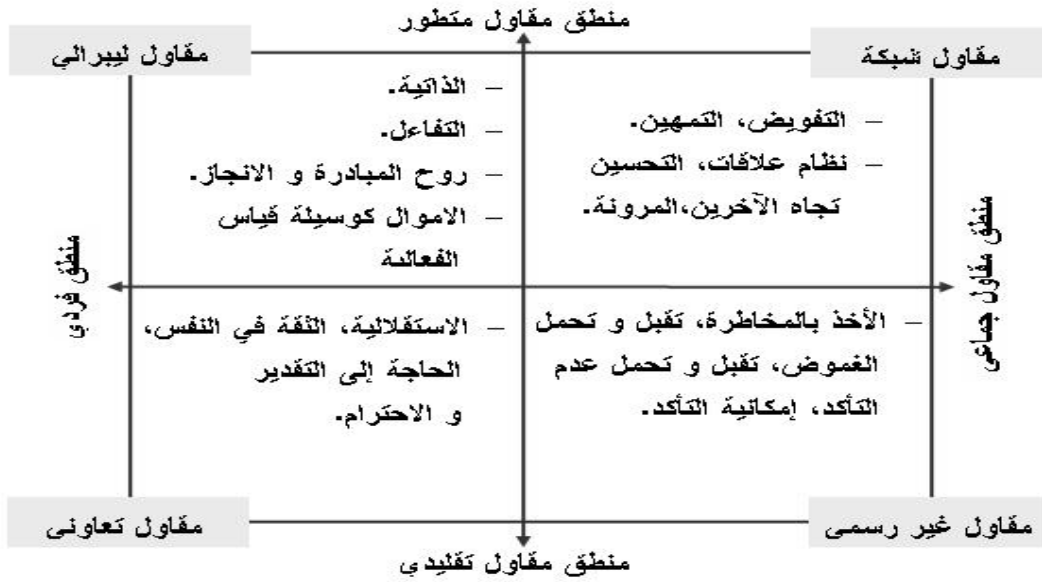 منطق مقاول متطور
مقاول شبكة
مقاول ليبرالي
– التفويض، التمهين.
– نظام علاقات، التحسين
تجاه الآخرين،المرونة.
– الذاتية.
– التفاءل.
– روح المبادرة و الانجاز.
– الاموال كوسيلة قياس
الفعالية
منطق مقاول جماعي
منطق فردي
– الأخذ بالمخاطرة، تقبل و تحمل
الغموض، تقبل و تحمل عدم
التأكد، إمكانية التأكد.
– الاستقلالية، الثقة في النفس،
الحاجة إلى التقدير
و الاحترام.
مقاول غير رسمي
مقاول تعاوني
منطق مقاول تقليدي